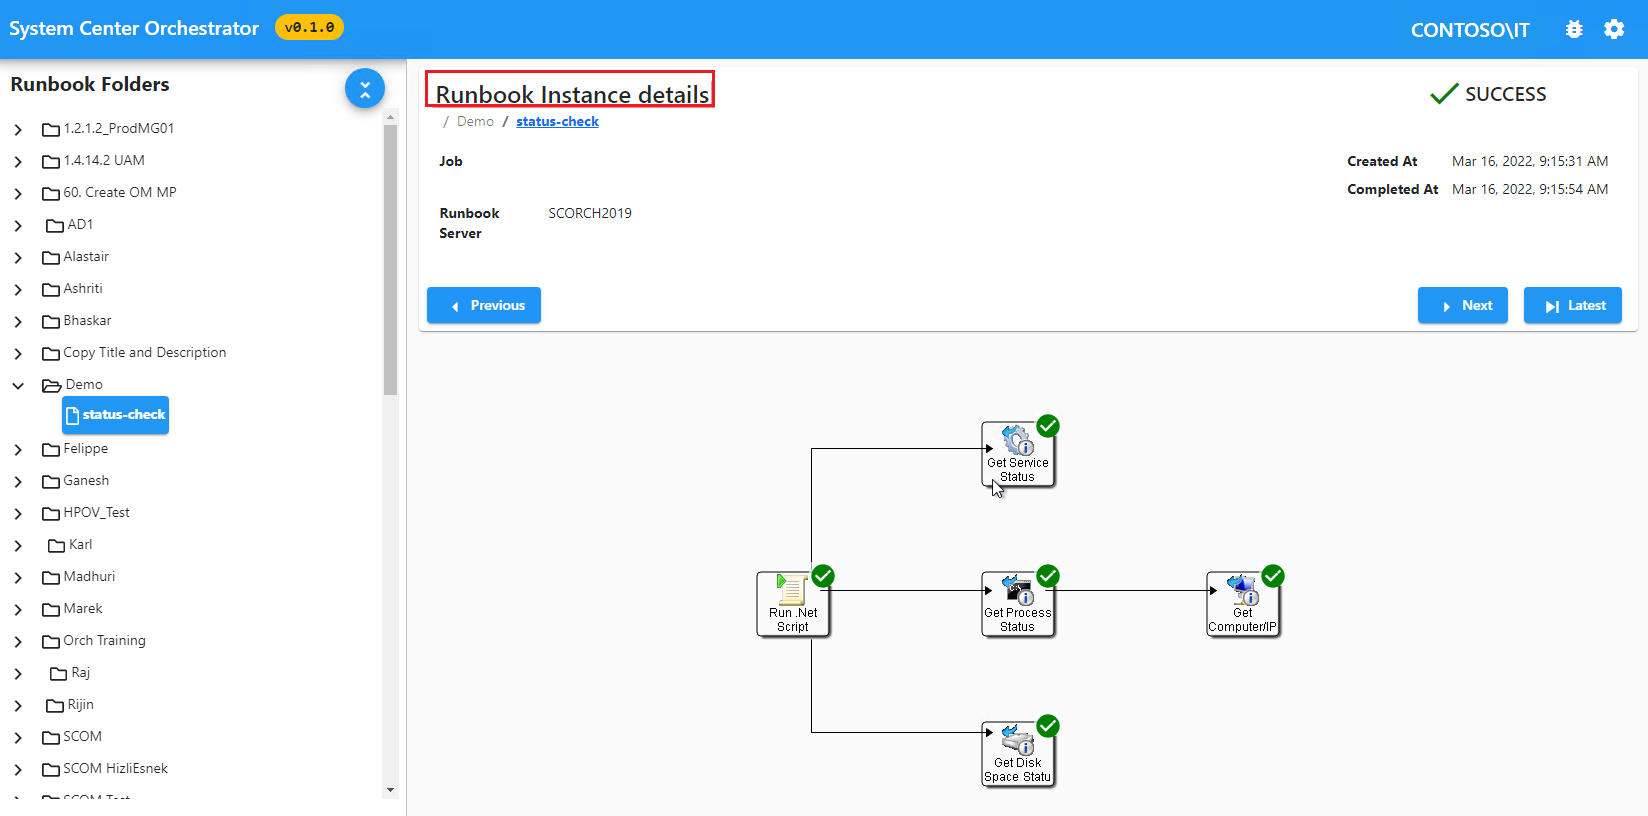 System Center Orchestrator v0.1.0
CONTOSO\IT
Runbook Folders
1.2.1.2_ProdMG01
1.4.14.2 UAM
60. Create OM MP
AD1
Alastair
Ashriti
Bhaskar
Copy Title and Description
Demo
status-check
Felippe
Ganesh
HPOV_Test
Karl
Madhuri
Marek
Orch Training
Raj
Rijin
SCOM
SCOM HizliEsnek
SCOM Test
Runbook Instance details
/ Demo / status-check
SUCCESS
Job
Created At Mar 16, 2022, 9:15:31 AM
Completed At Mar 16, 2022, 9:15:54 AM
Runbook
Server
SCORCH2019
Previous
Next
Latest
Get Service
Status
Run .Net
Script
Get Process
Status
Get
Computer/IP
Get Disk
Space Statu